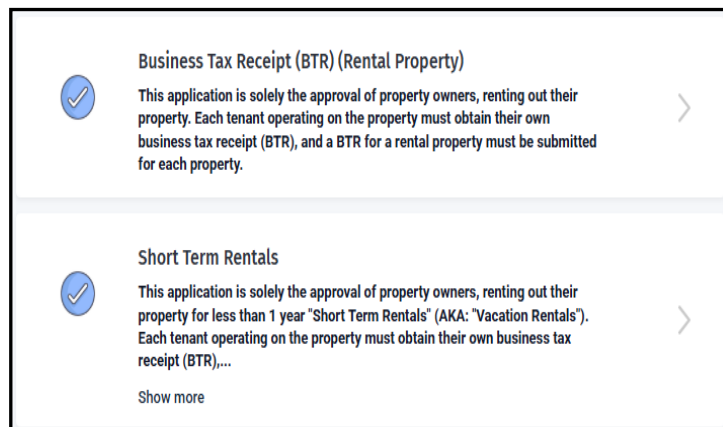 Business Tax Receipt (BTR) (Rental Property)
This application is solely the approval of property owners, renting out their
property. Each tenant operating on the property must obtain their own
business tax receipt (BTR), and a BTR for a rental property must be submitted
for each property.
Short Term Rentals
This application is solely the approval of property owners, renting out their
property for less than 1 year "Short Term Rentals" (AKA: "Vacation Rentals").
Each tenant operating on the property must obtain their own business tax
receipt (BTR),...
Show more